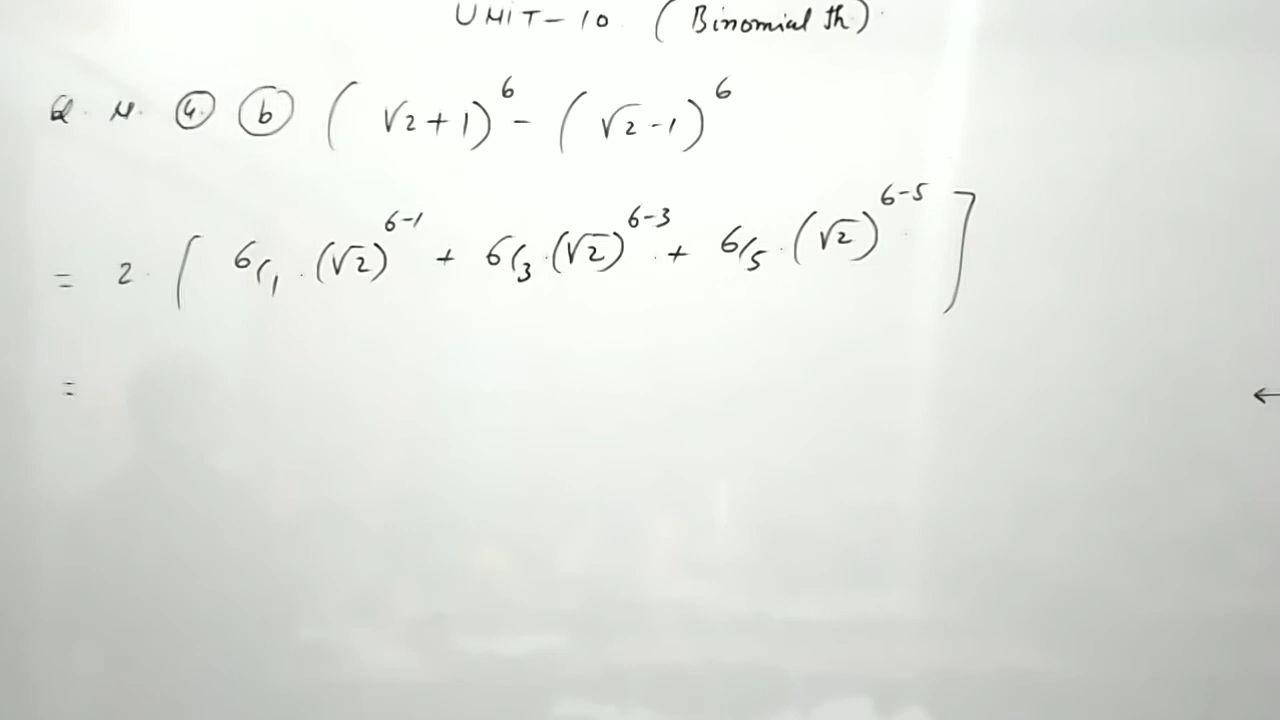 UNIT-10. (Binomial th).
Q. N. 4. b (√2+1)⁶ - (√2-1)⁶
= 2. [ 6C₁ . (√2)⁶⁻¹ + 6C₃ . (√2)⁶⁻³ + 6C₅ . (√2)⁶⁻⁵ ]
=
←